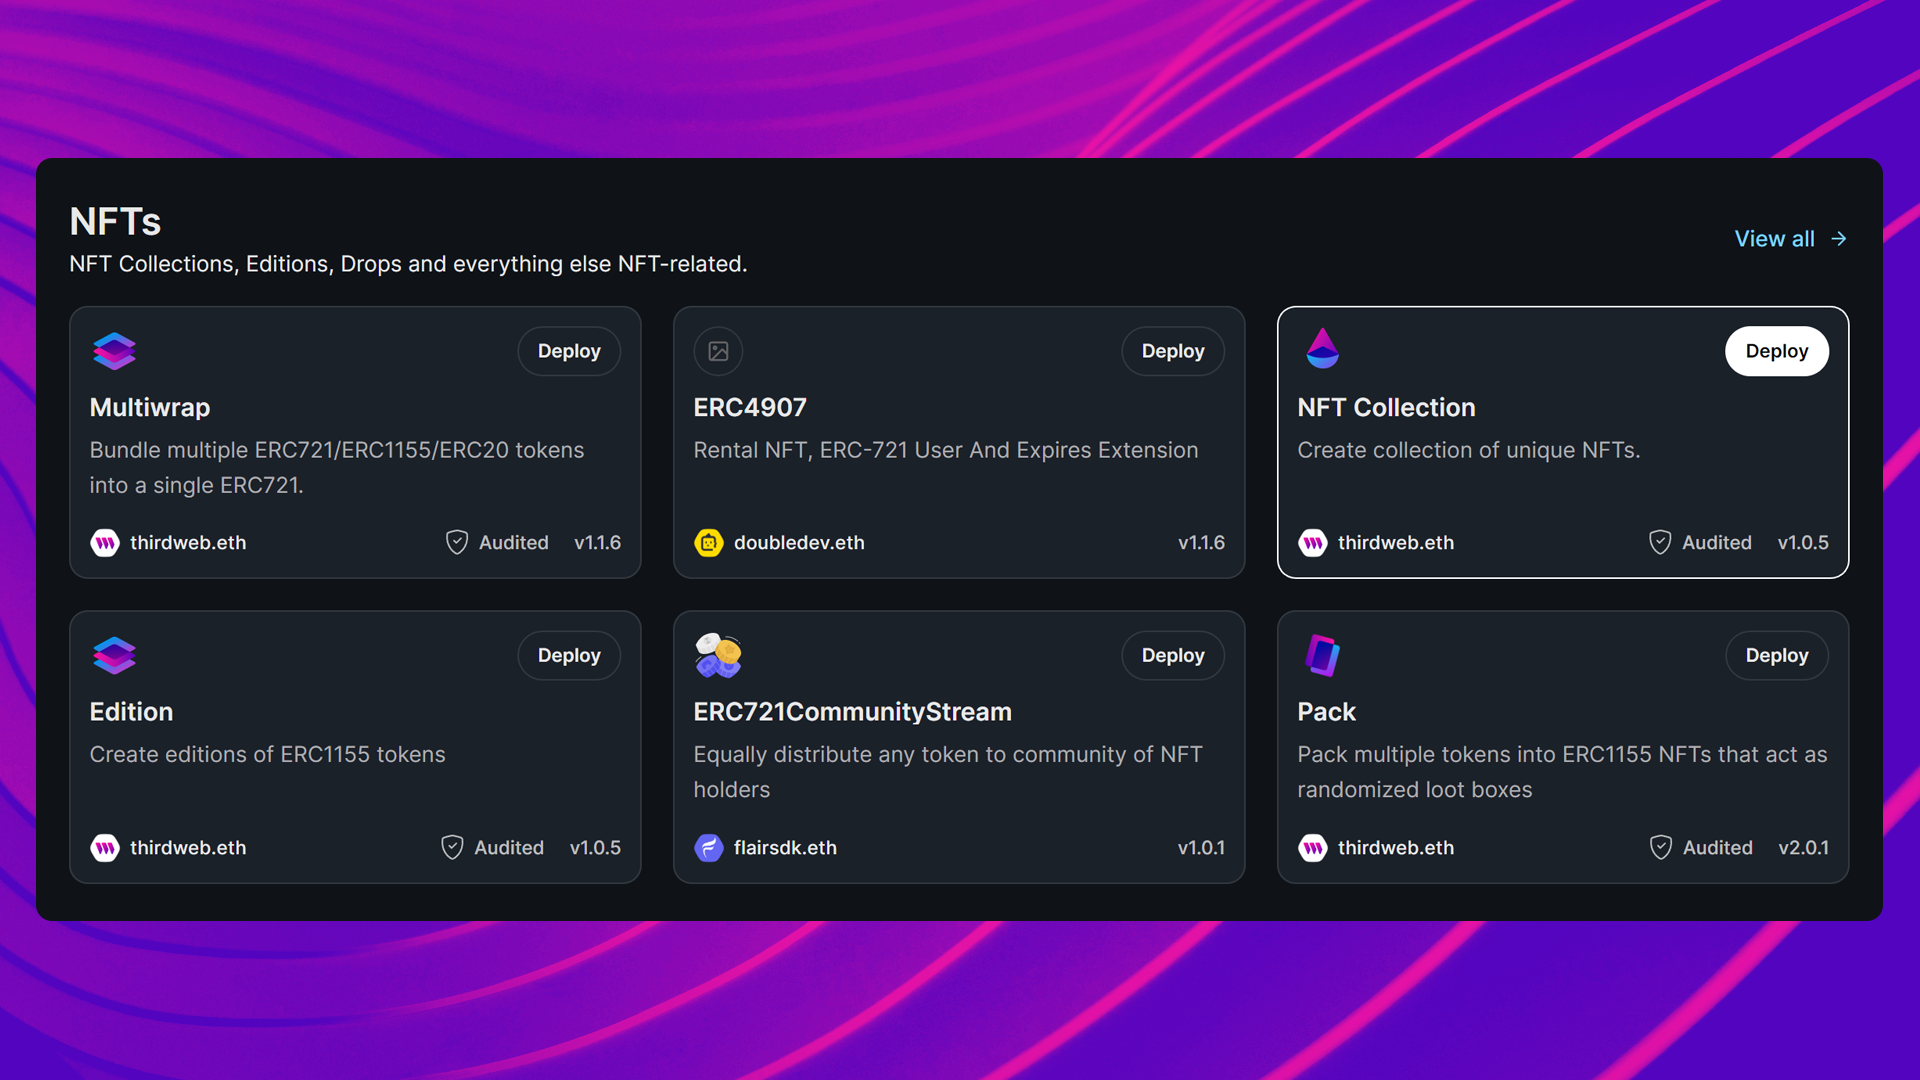 NFTs
NFT Collections, Editions, Drops and everything else NFT-related.
View all
Deploy
Multiwrap
Bundle multiple ERC721/ERC1155/ERC20 tokens
into a single ERC721.
thirdweb.eth
Audited
v1.1.6
Deploy
ERC4907
Rental NFT, ERC-721 User And Expires Extension
doubledev.eth
v1.1.6
Deploy
NFT Collection
Create collection of unique NFTs.
thirdweb.eth
Audited
v1.0.5
Deploy
Edition
Create editions of ERC1155 tokens
thirdweb.eth
Audited
v1.0.5
Deploy
ERC721CommunityStream
Equally distribute any token to community of NFT
holders
flairsdk.eth
v1.0.1
Deploy
Pack
Pack multiple tokens into ERC1155 NFTs that act as
randomized loot boxes
thirdweb.eth
Audited
v2.0.1